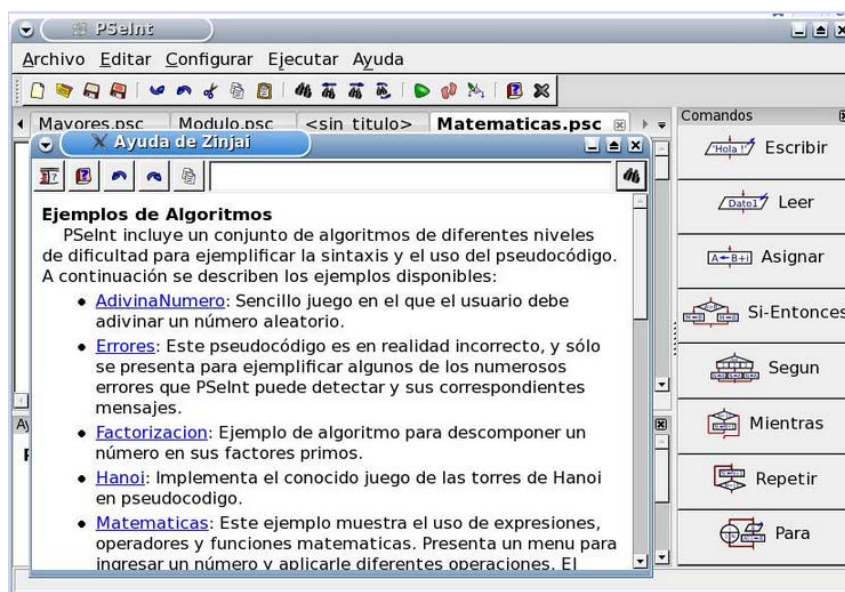 PSeInt
Archivo Editar Configurar Ejecutar Ayuda
Mayores.psc Modulo.psc <sin titulo> Matematicas.psc
Comandos
Ayuda de Zinjai
Ejemplos de Algoritmos
PSeInt incluye un conjunto de algoritmos de diferentes niveles
de dificultad para ejemplificar la sintaxis y el uso del pseudocódigo.
A continuación se describen los ejemplos disponibles:
• AdivinaNumero: Sencillo juego en el que el usuario debe
adivinar un número aleatorio.
• Errores: Este pseudocódigo es en realidad incorrecto, y sólo
se presenta para ejemplificar algunos de los numerosos
errores que PSeInt puede detectar y sus correspondientes
mensajes.
• Factorizacion: Ejemplo de algoritmo para descomponer un
número en sus factores primos.
• Hanoi: Implementa el conocido juego de las torres de Hanoi
en pseudocodigo.
• Matematicas: Este ejemplo muestra el uso de expresiones,
operadores y funciones matematicas. Presenta un menu para
ingresar un número y aplicarle diferentes operaciones. El
'Hola !' Escribir
Dato1 Leer
A←B+i Asignar
Si-Entonces
Segun
Mientras
Repetir
Para